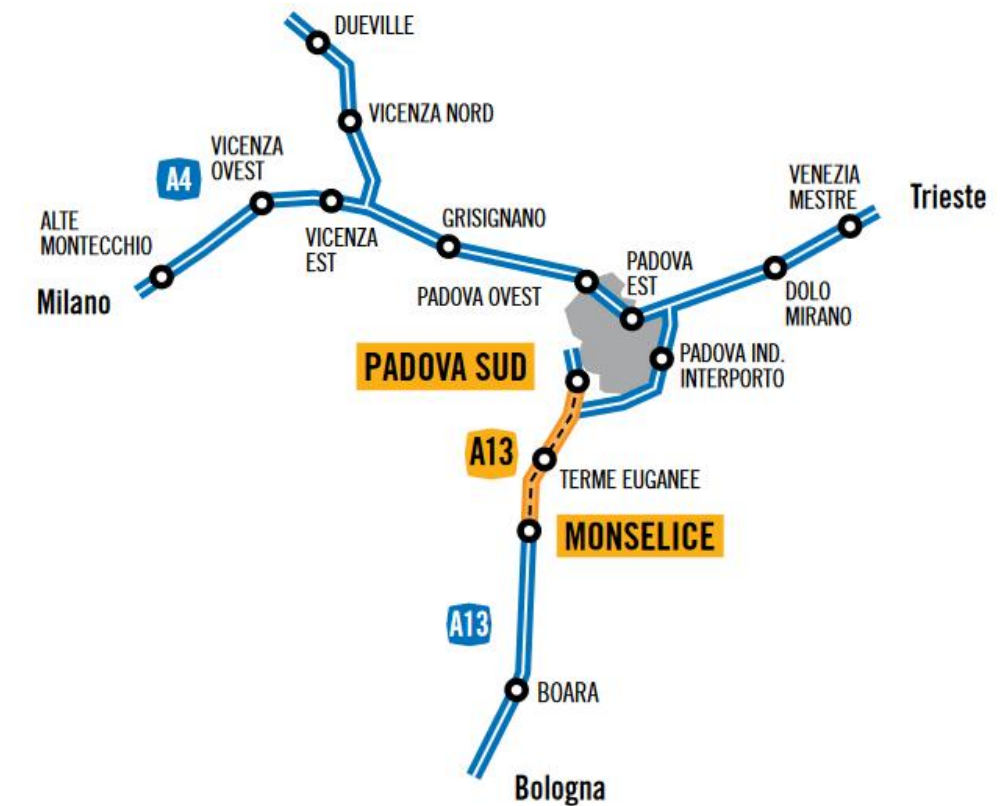 DUEVILLE
VICENZA NORD
VICENZA
OVEST
A4
ALTE
MONTECCHIO
Milano
VICENZA
EST
GRISIGNANO
PADOVA OVEST
PADOVA
EST
VENEZIA
MESTRE
Trieste
DOLO
MIRANO
PADOVA SUD
PADOVA IND.
INTERPORTO
A13
TERME EUGANEE
MONSELICE
A13
BOARA
Bologna